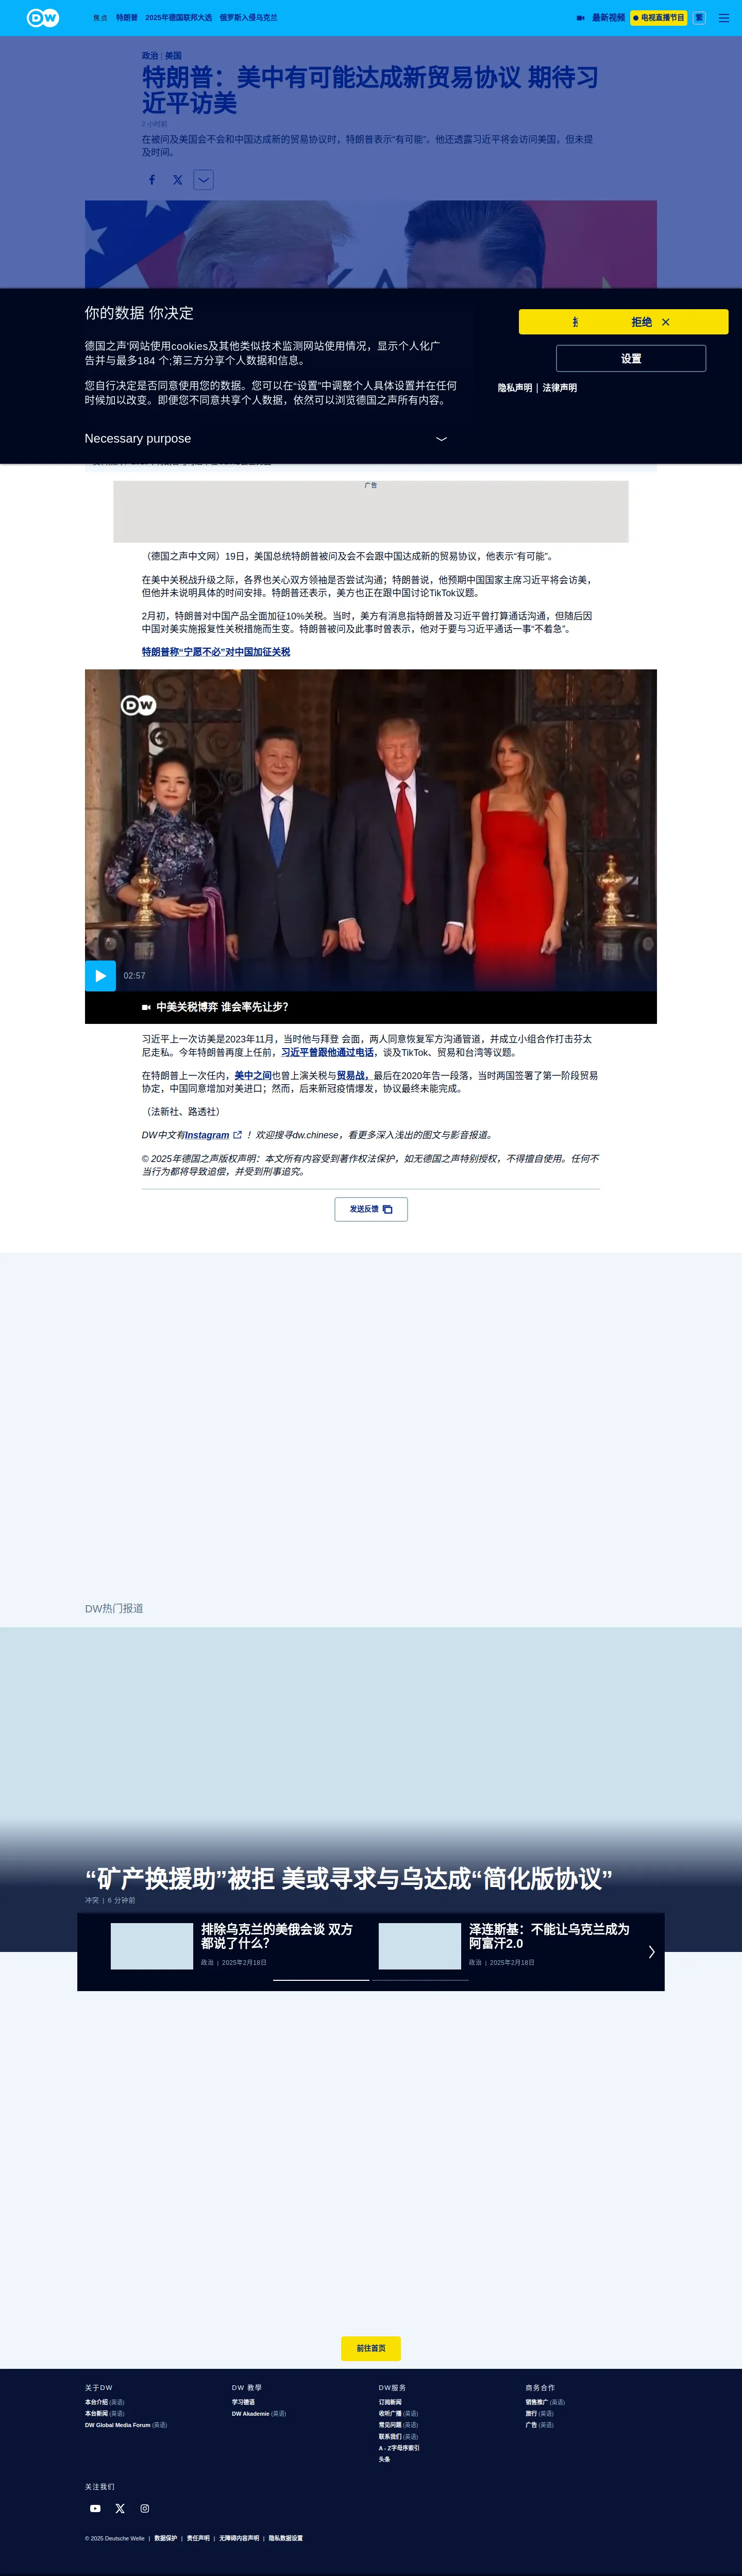 DW
焦点 特朗普 2025年德国联邦大选 俄罗斯入侵乌克兰
最新视频 电视直播节目 繁
政治 | 美国
特朗普：美中有可能达成新贸易协议 期待习
近平访美
2 小时前
在被问及美国会不会和中国达成新的贸易协议时，特朗普表示“有可能”。他还透露习近平将会访问美国，但未提
及时间。
你的数据 你决定
德国之声'网站使用cookies及其他类似技术监测网站使用情况，显示个人化广
告并与最多184 个;第三方分享个人数据和信息。
您自行决定是否同意使用您的数据。您可以在“设置”中调整个人具体设置并在任何
时候加以改变。即便您不同意共享个人数据，依然可以浏览德国之声所有内容。
Necessary purpose
拒绝
设置
隐私声明 | 法律声明
广告
（德国之声中文网）19日，美国总统特朗普被问及会不会跟中国达成新的贸易协议，他表示“有可能”。
在美中关税战升级之际，各界也关心双方领袖是否尝试沟通；特朗普说，他预期中国国家主席习近平将会访美，
但他并未说明具体的时间安排。特朗普还表示，美方也正在跟中国讨论TikTok议题。
2月初，特朗普对中国产品全面加征10%关税。当时，美方有消息指特朗普及习近平曾打算通话沟通，但随后因
中国对美实施报复性关税措施而生变。特朗普被问及此事时曾表示，他对于要与习近平通话一事“不着急”。
特朗普称“宁愿不必”对中国加征关税
DW
02:57
中美关税博弈 谁会率先让步？
习近平上一次访美是2023年11月，当时他与拜登 会面，两人同意恢复军方沟通管道，并成立小组合作打击芬太
尼走私。今年特朗普再度上任前，习近平曾跟他通过电话，谈及TikTok、贸易和台湾等议题。
在特朗普上一次任内，美中之间也曾上演关税与贸易战，最后在2020年告一段落，当时两国签署了第一阶段贸易
协定，中国同意增加对美进口；然而，后来新冠疫情爆发，协议最终未能完成。
（法新社、路透社）
DW中文有Instagram ！欢迎搜寻dw.chinese，看更多深入浅出的图文与影音报道。
© 2025年德国之声版权声明：本文所有内容受到著作权法保护，如无德国之声特别授权，不得擅自使用。任何不
当行为都将导致追偿，并受到刑事追究。
发送反馈
DW热门报道
“矿产换援助”被拒 美或寻求与乌达成“简化版协议”
冲突 | 6 分钟前
排除乌克兰的美俄会谈 双方
都说了什么？
政治 | 2025年2月18日
泽连斯基：不能让乌克兰成为
阿富汗2.0
政治 | 2025年2月18日
前往首页
关于DW
本台介绍 (英语)
本台新闻 (英语)
DW Global Media Forum (英语)
DW 教學
学习德语
DW Akademie (英语)
DW服务
订阅新闻
收听广播 (英语)
常见问题 (英语)
联系我们 (英语)
A - Z字母序索引
头条
商务合作
销售推广 (英语)
旅行 (英语)
广告 (英语)
关注我们
© 2025 Deutsche Welle | 数据保护 | 责任声明 | 无障碍内容声明 | 隐私数据设置